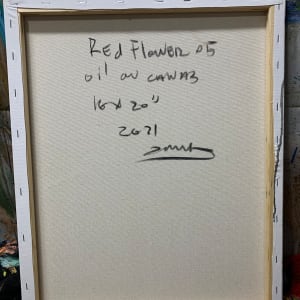 Red Flower 05
oil on CANVAS
16x20"
2021